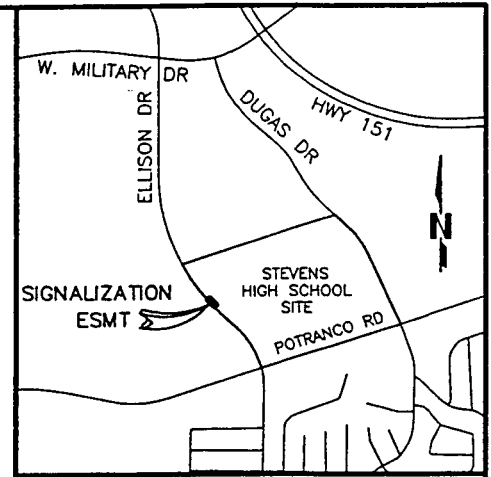 W. MILITARY DR
ELLISON DR
DUGAS DR
HWY 151
N
STEVENS
HIGH SCHOOL
SITE
SIGNALIZATION
ESMT
POTRANCO RD